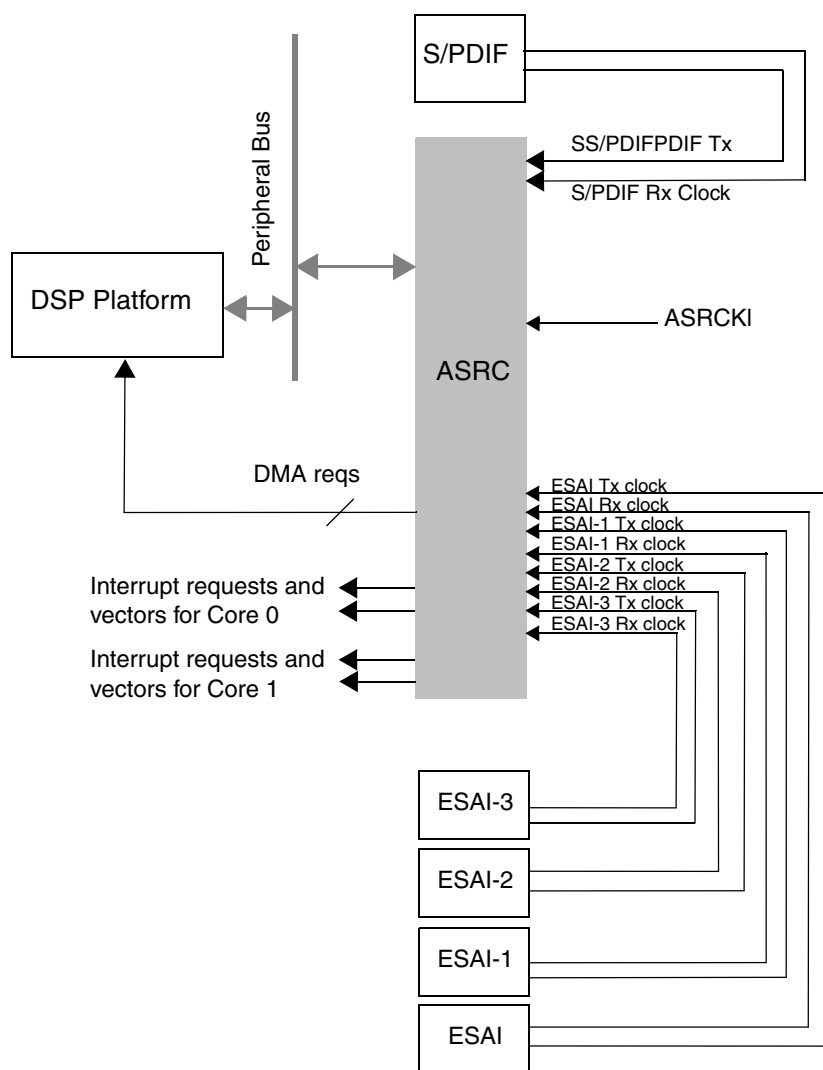 S/PDIF
SS/PDIFPDIF Tx
S/PDIF Rx Clock
Peripheral Bus
DSP Platform
ASRCKI
ASRC
DMA reqs
ESAI Tx clock
ESAI Rx clock
ESAI-1 Tx clock
ESAI-1 Rx clock
ESAI-2 Tx clock
ESAI-2 Rx clock
ESAI-3 Tx clock
ESAI-3 Rx clock
Interrupt requests and
vectors for Core 0
Interrupt requests and
vectors for Core 1
ESAI-3
ESAI-2
ESAI-1
ESAI